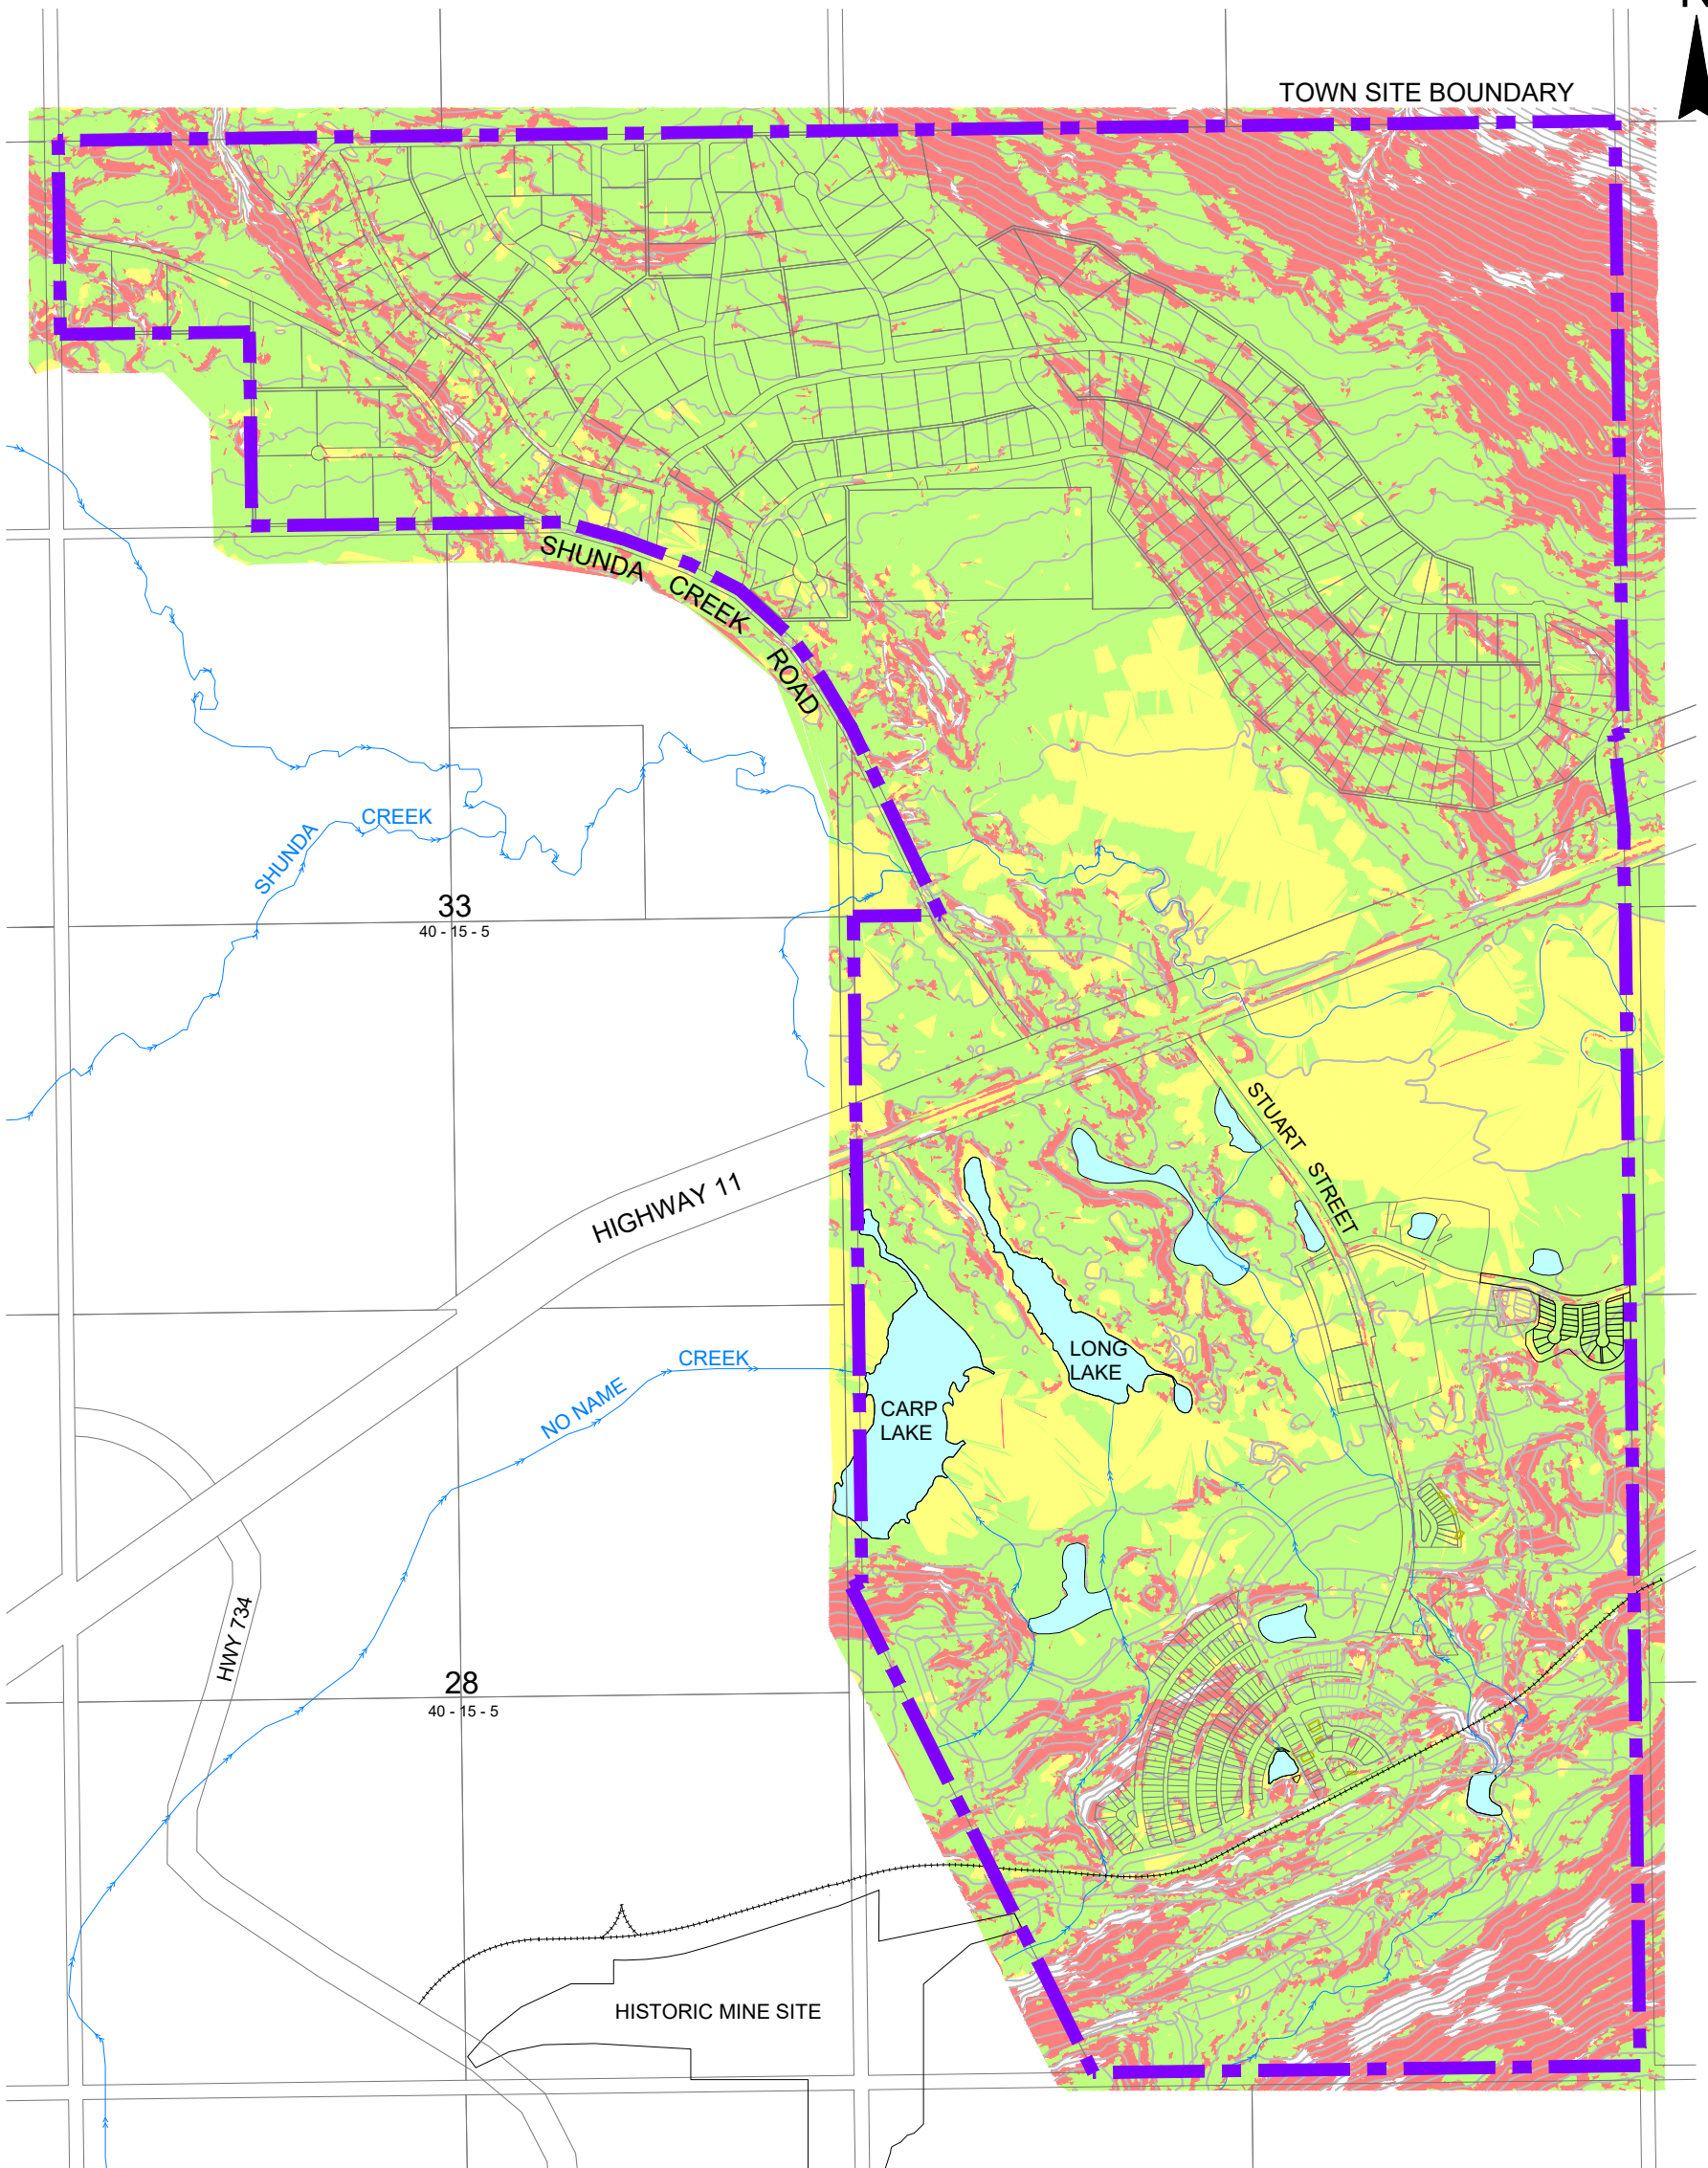 N
TOWN SITE BOUNDARY
SHUNDA CREEK ROAD
SHUNDA CREEK
33
40 - 15 - 5
STUART STREET
HIGHWAY 11
LONG
LAKE
NO NAME CREEK
CARP
LAKE
HWY 734
28
40 - 15 - 5
HISTORIC MINE SITE